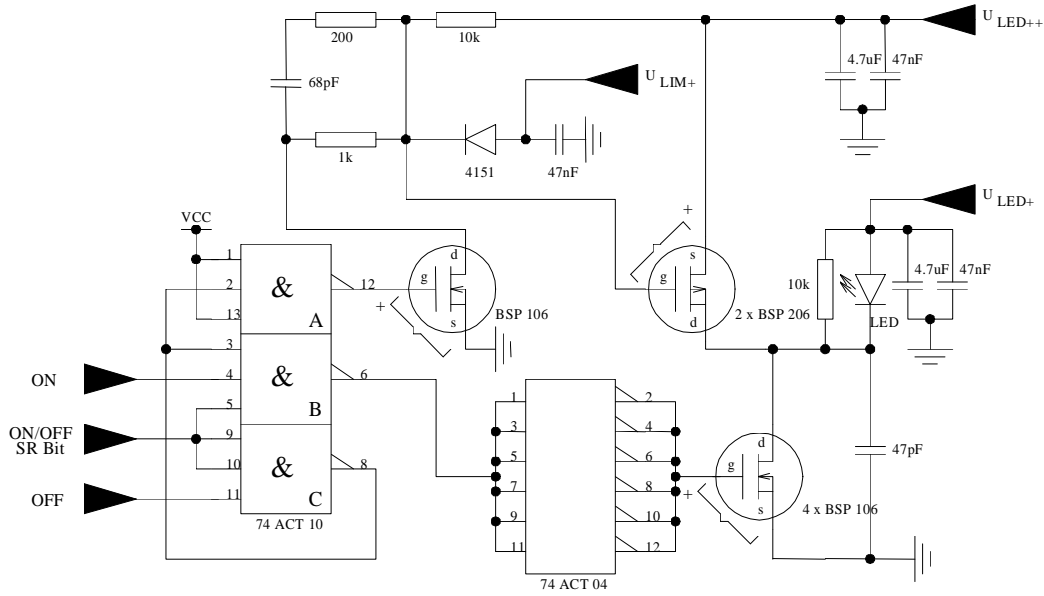 200
10k
U LED++
4.7uF
47nF
68pF
U LIM+
1k
4151
47nF
U LED+
VCC
+
+
1
2
13
&
A
12
g
d
s
BSP 106
g
s
d
2 x BSP 206
10k
LED
4.7uF
47nF
ON
ON/OFF
SR Bit
OFF
3
4
5
&
B
6
9
10
11
&
C
8
74 ACT 10
1
3
5
7
9
11
2
4
6
8
10
12
74 ACT 04
+
g
d
s
4 x BSP 106
47pF